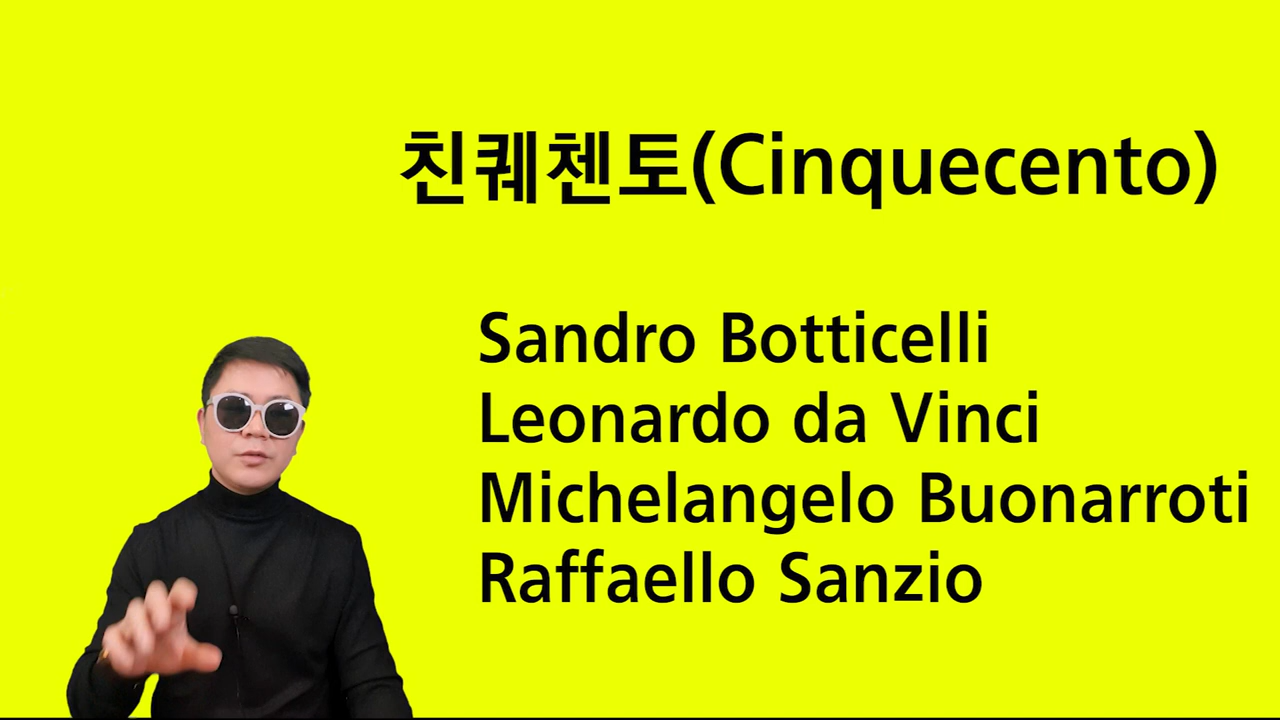 친퀘첸토(Cinquecento)
Sandro Botticelli
Leonardo da Vinci
Michelangelo Buonarroti
Raffaello Sanzio